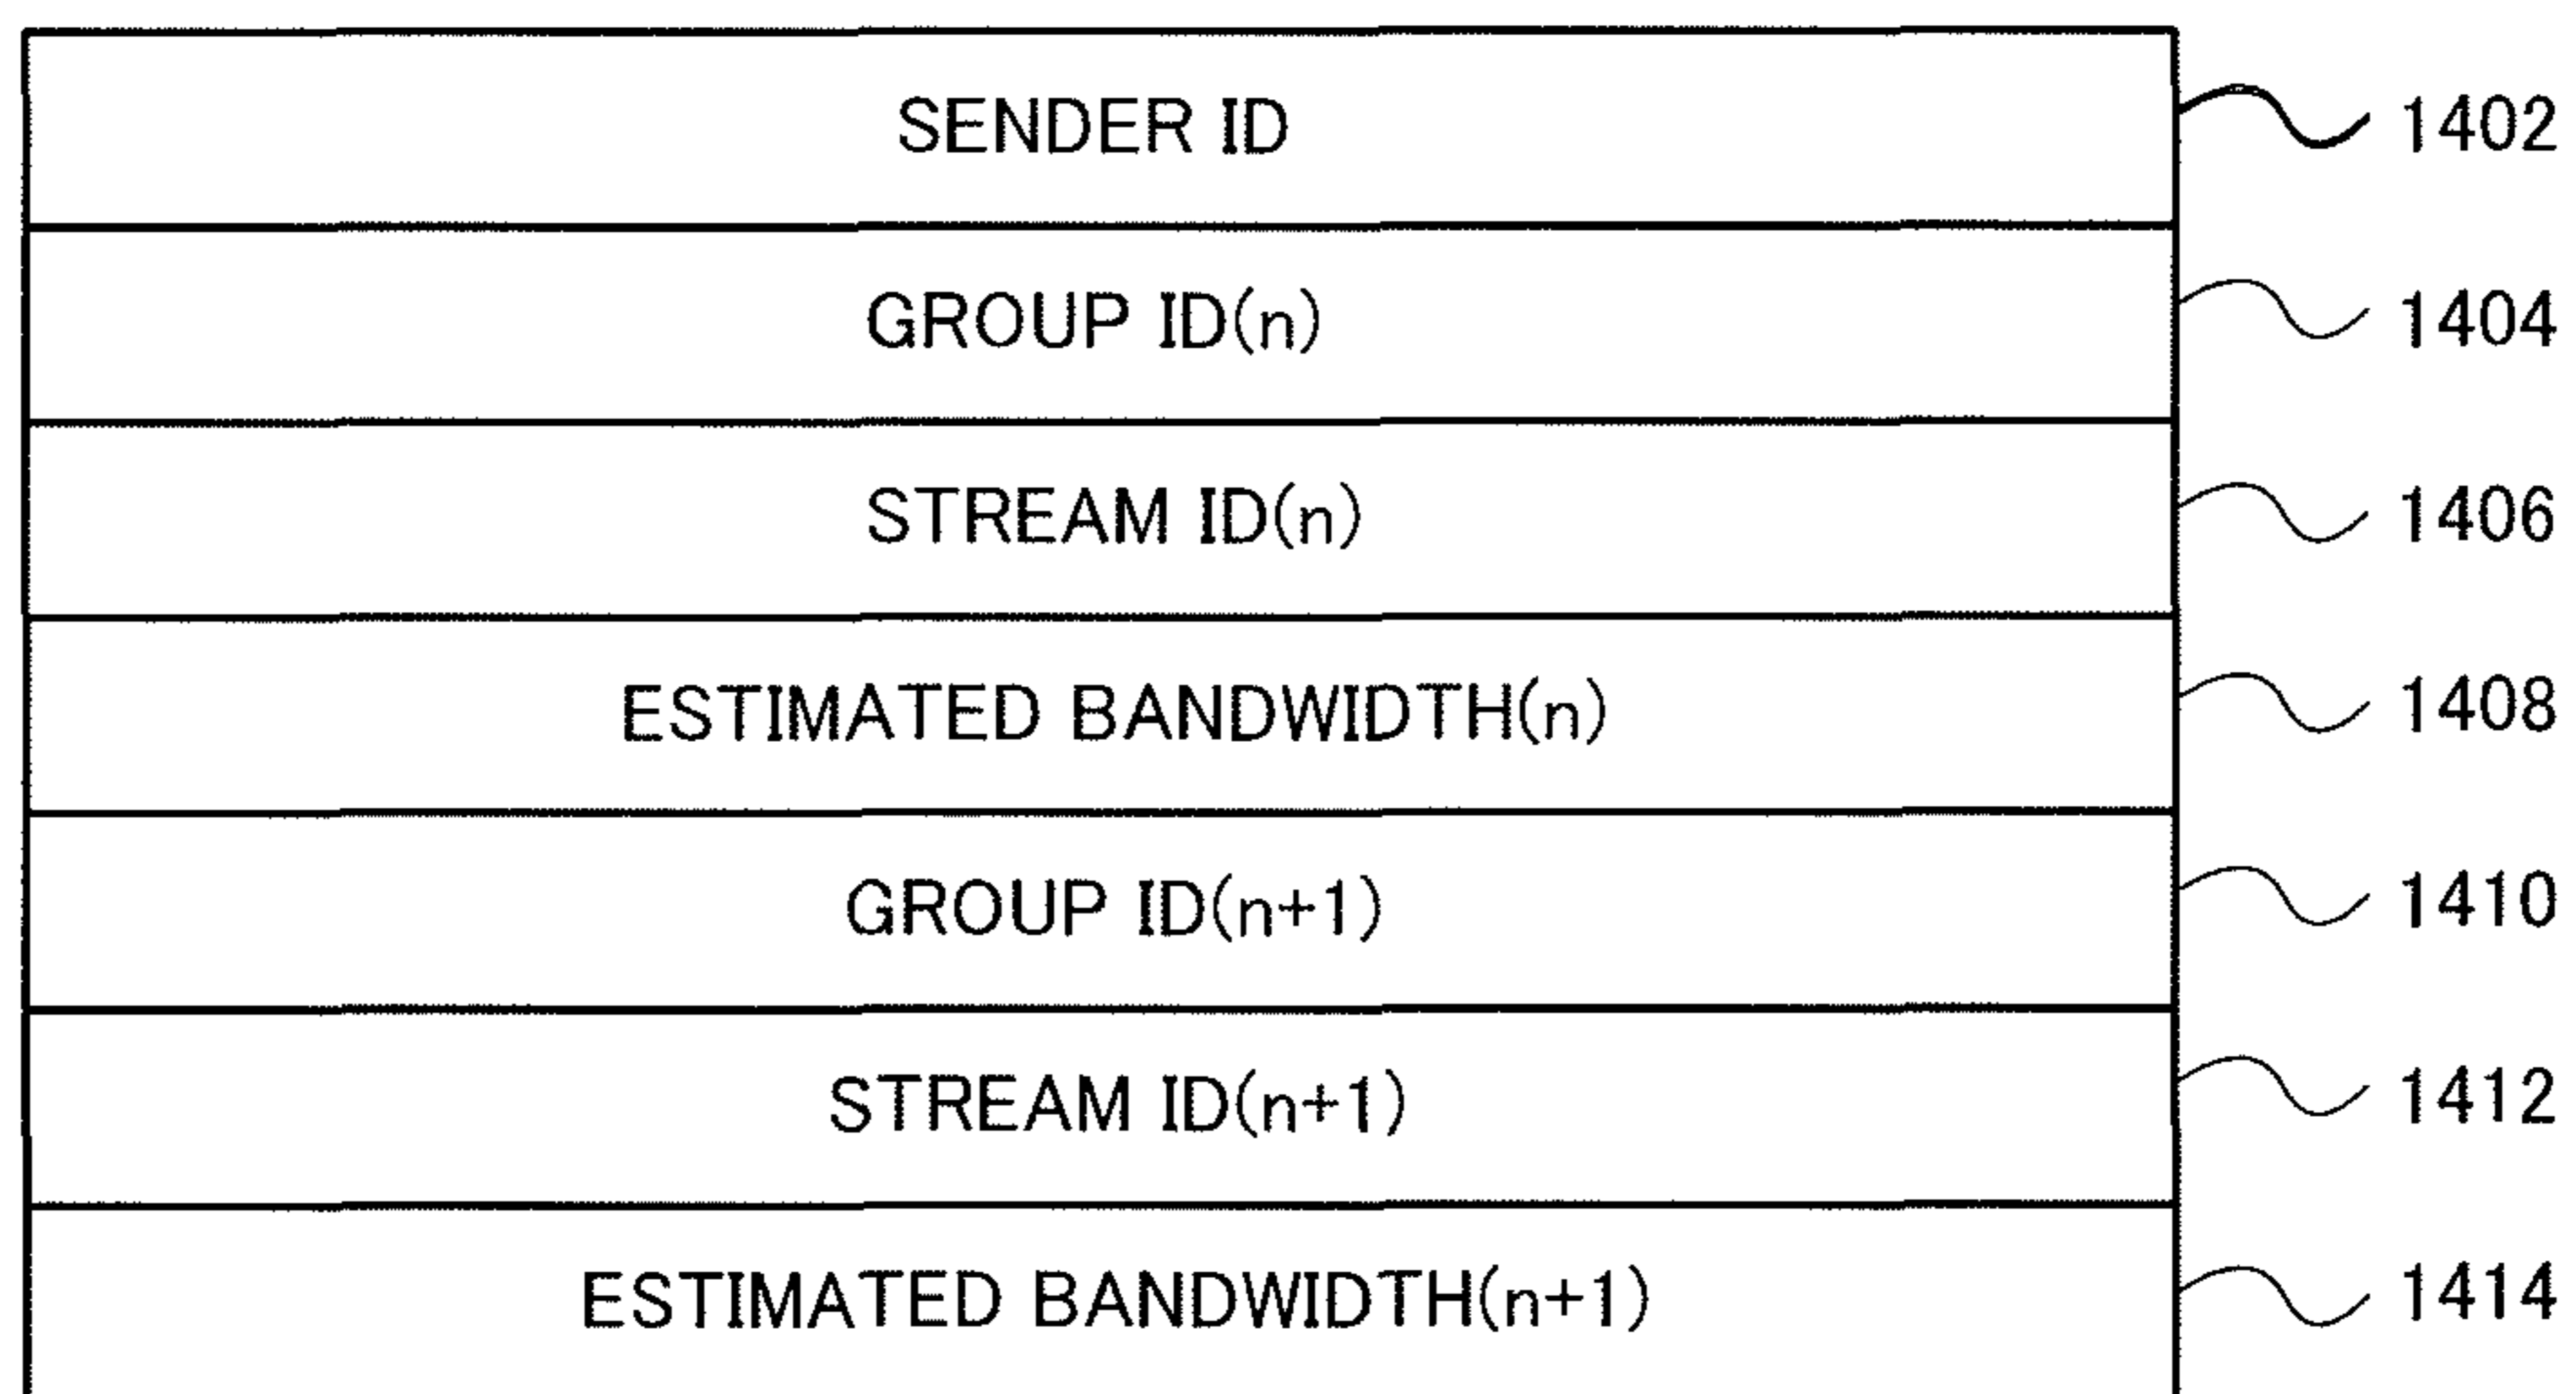 SENDER ID 1402
GROUP ID(n) 1404
STREAM ID(n) 1406
ESTIMATED BANDWIDTH(n) 1408
GROUP ID(n+1) 1410
STREAM ID(n+1) 1412
ESTIMATED BANDWIDTH(n+1) 1414